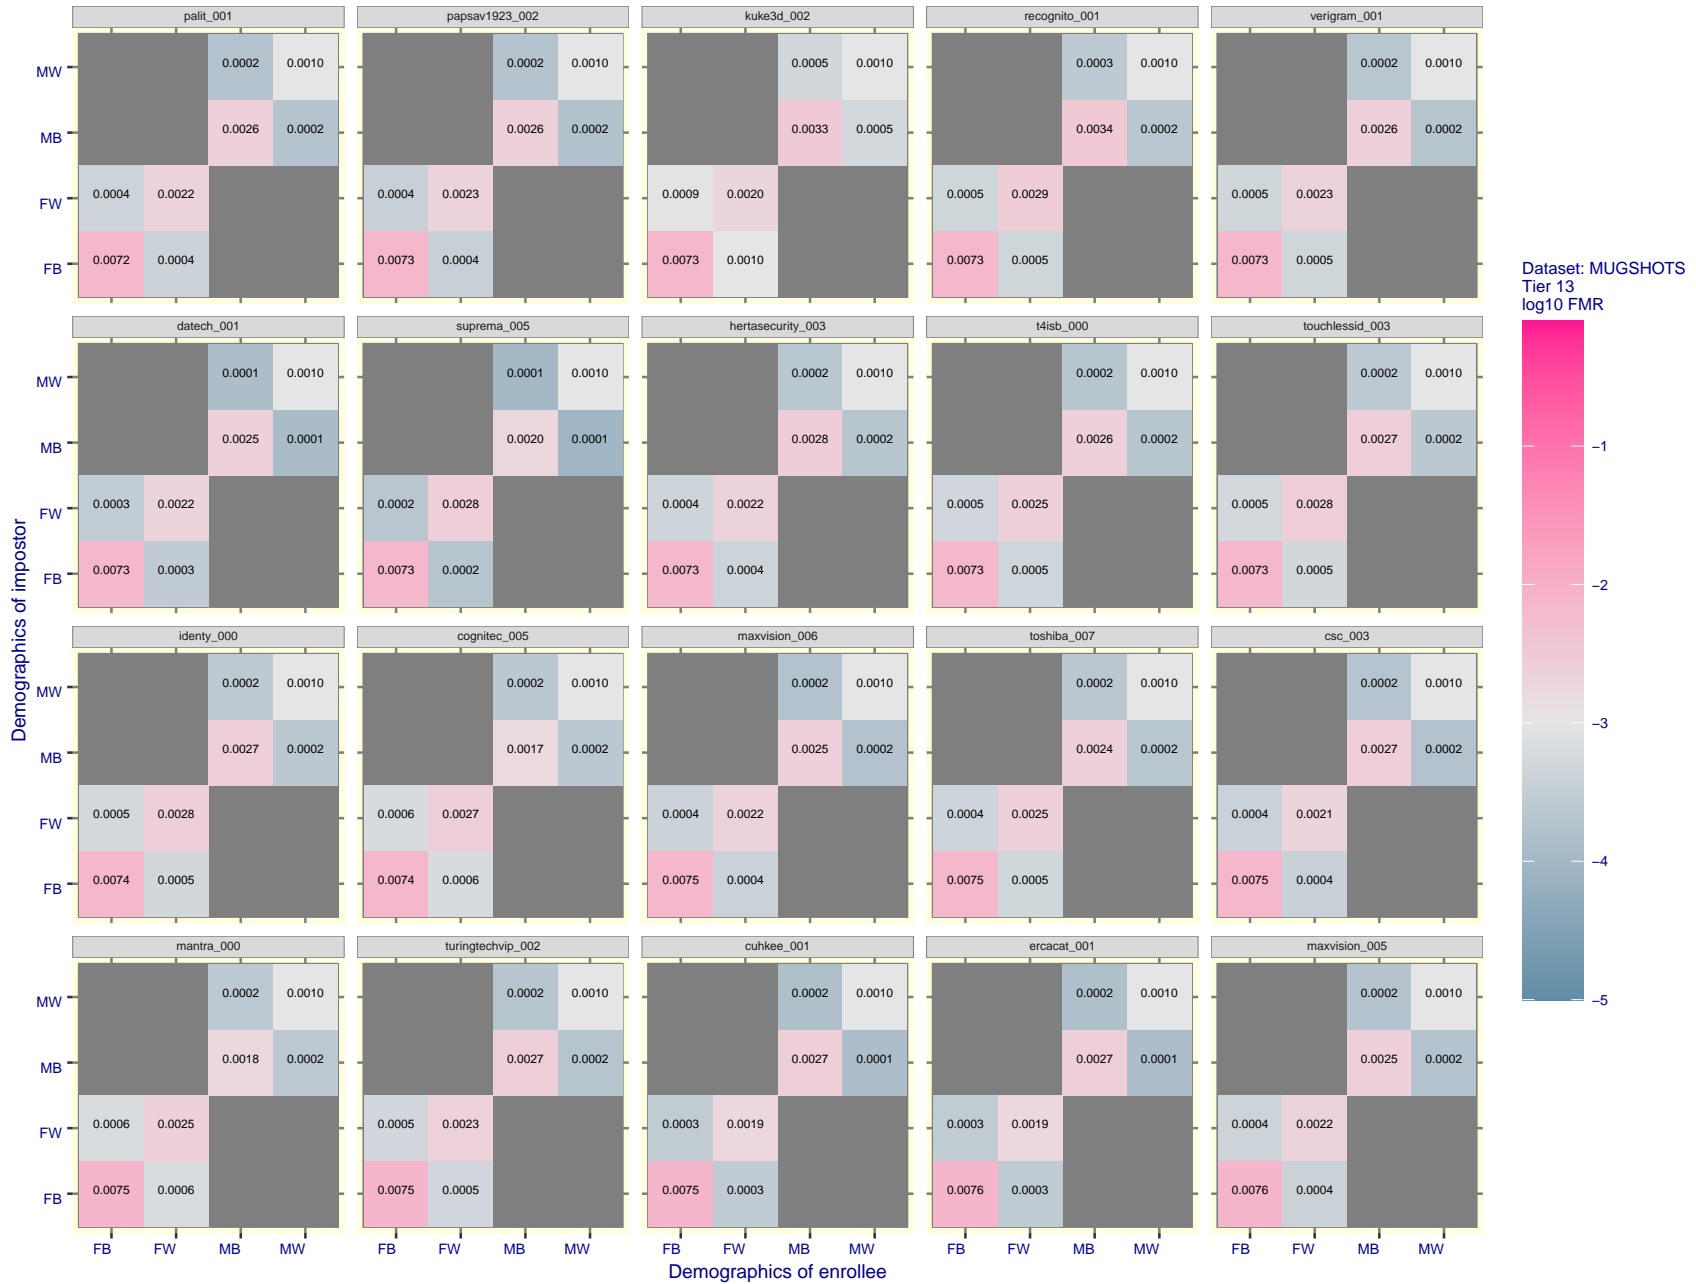 palit_001 papsav1923_002 kuke3d_002 recognito_001 verigram_001
MW 0.0002 0.0010 0.0002 0.0010 0.0005 0.0010 0.0003 0.0010 0.0002 0.0010
MB 0.0026 0.0002 0.0026 0.0002 0.0033 0.0005 0.0034 0.0002 0.0026 0.0002
FW 0.0004 0.0022 0.0004 0.0023 0.0009 0.0020 0.0005 0.0029 0.0005 0.0023
FB 0.0072 0.0004 0.0073 0.0004 0.0073 0.0010 0.0073 0.0005 0.0073 0.0005
datech_001 suprema_005 hertasecurity_003 t4isb_000 touchlessid_003
MW 0.0001 0.0010 0.0001 0.0010 0.0002 0.0010 0.0002 0.0010 0.0002 0.0010
MB 0.0025 0.0001 0.0020 0.0001 0.0028 0.0002 0.0026 0.0002 0.0027 0.0002
FW 0.0003 0.0022 0.0002 0.0028 0.0004 0.0022 0.0005 0.0025 0.0005 0.0028
FB 0.0073 0.0003 0.0073 0.0002 0.0073 0.0004 0.0073 0.0005 0.0073 0.0005
identy_000 cognitec_005 maxvision_006 toshiba_007 csc_003
MW 0.0002 0.0010 0.0002 0.0010 0.0002 0.0010 0.0002 0.0010 0.0002 0.0010
MB 0.0027 0.0002 0.0017 0.0002 0.0025 0.0002 0.0024 0.0002 0.0027 0.0002
FW 0.0005 0.0028 0.0006 0.0027 0.0004 0.0022 0.0004 0.0025 0.0004 0.0021
FB 0.0074 0.0005 0.0074 0.0006 0.0075 0.0004 0.0075 0.0005 0.0075 0.0004
mantra_000 turingtechvip_002 cuhkee_001 ercacat_001 maxvision_005
MW 0.0002 0.0010 0.0002 0.0010 0.0002 0.0010 0.0002 0.0010 0.0002 0.0010
MB 0.0018 0.0002 0.0027 0.0002 0.0027 0.0001 0.0027 0.0001 0.0025 0.0002
FW 0.0006 0.0025 0.0005 0.0023 0.0003 0.0019 0.0003 0.0019 0.0004 0.0022
FB 0.0075 0.0006 0.0075 0.0005 0.0075 0.0003 0.0076 0.0003 0.0076 0.0004
FB FW MB MW FB FW MB MW FB FW MB MW FB FW MB MW FB FW MB MW
Demographics of enrollee
Demographics of impostor
Dataset: MUGSHOTS
Tier 13
log10 FMR
−1
−2
−3
−4
−5